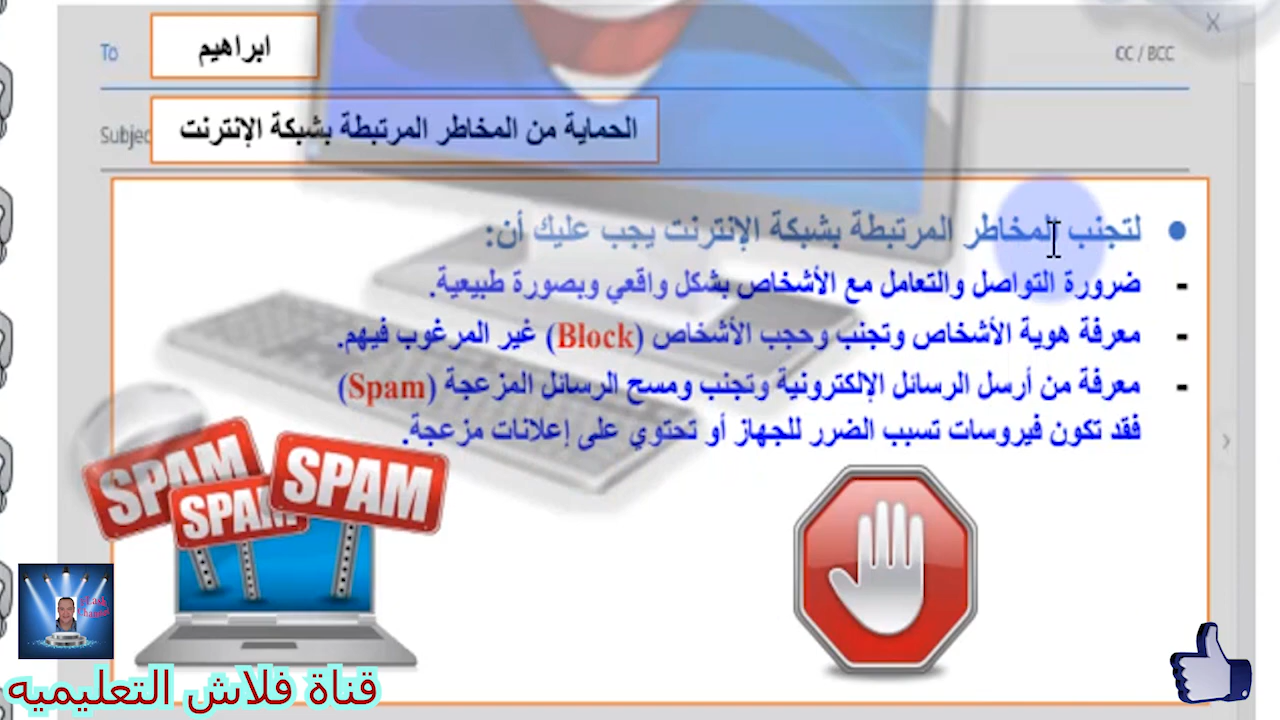 To
ابراهيم
CC / BCC
Subjec
الحماية من المخاطر المرتبطة بشبكة الإنترنت
لتجنب المخاطر المرتبطة بشبكة الإنترنت يجب عليك أن:
- ضرورة التواصل والتعامل مع الأشخاص بشكل واقعي وبصورة طبيعية.
- معرفة هوية الأشخاص وتجنب وحجب الأشخاص (Block) غير المرغوب فيهم.
- معرفة من أرسل الرسائل الإلكترونية وتجنب ومسح الرسائل المزعجة (Spam)
فقد تكون فيروسات تسبب الضرر للجهاز أو تحتوي على إعلانات مزعجة.
SPAM
SPAM
SPAM
قناة فلاش التعليميه